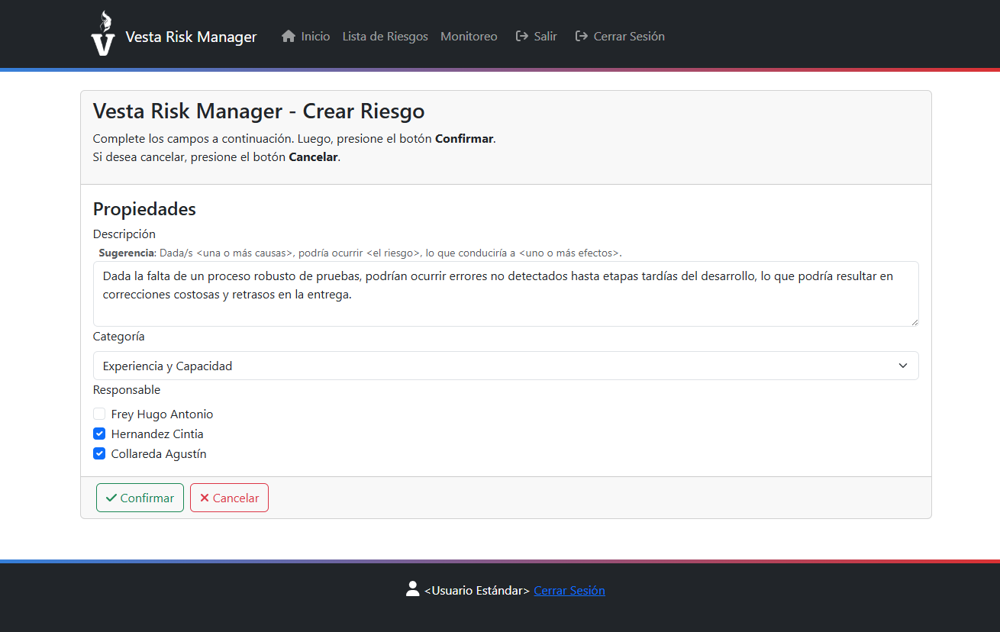 Vesta Risk Manager
Inicio
Lista de Riesgos
Monitoreo
Salir
Cerrar Sesión
Vesta Risk Manager - Crear Riesgo
Complete los campos a continuación. Luego, presione el botón Confirmar.
Si desea cancelar, presione el botón Cancelar.
Propiedades
Descripción
Sugerencia: Dada/s <una o más causas>, podría ocurrir <el riesgo>, lo que conduciría a <uno o más efectos>.
Dada la falta de un proceso robusto de pruebas, podrían ocurrir errores no detectados hasta etapas tardías del desarrollo, lo que podría resultar en
correcciones costosas y retrasos en la entrega.
Categoría
Experiencia y Capacidad
Responsable
Frey Hugo Antonio
Hernandez Cintia
Collareda Agustín
Confirmar
Cancelar
<Usuario Estándar> Cerrar Sesión